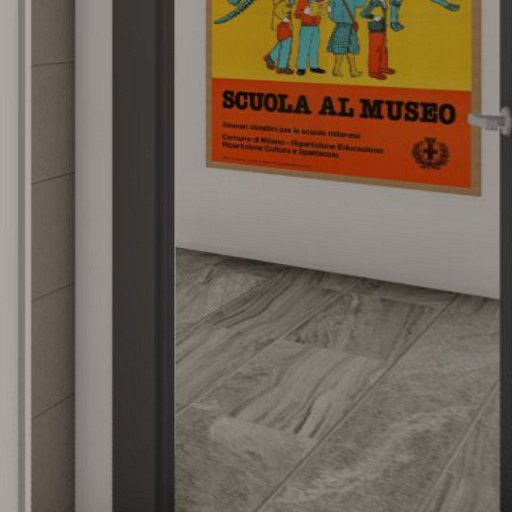 SCUOLA AL MUSEO
Itinerari didattici per le scuole milanesi
Comune di Milano - Ripartizione Educazione
Ripartizione Cultura e Spettacolo